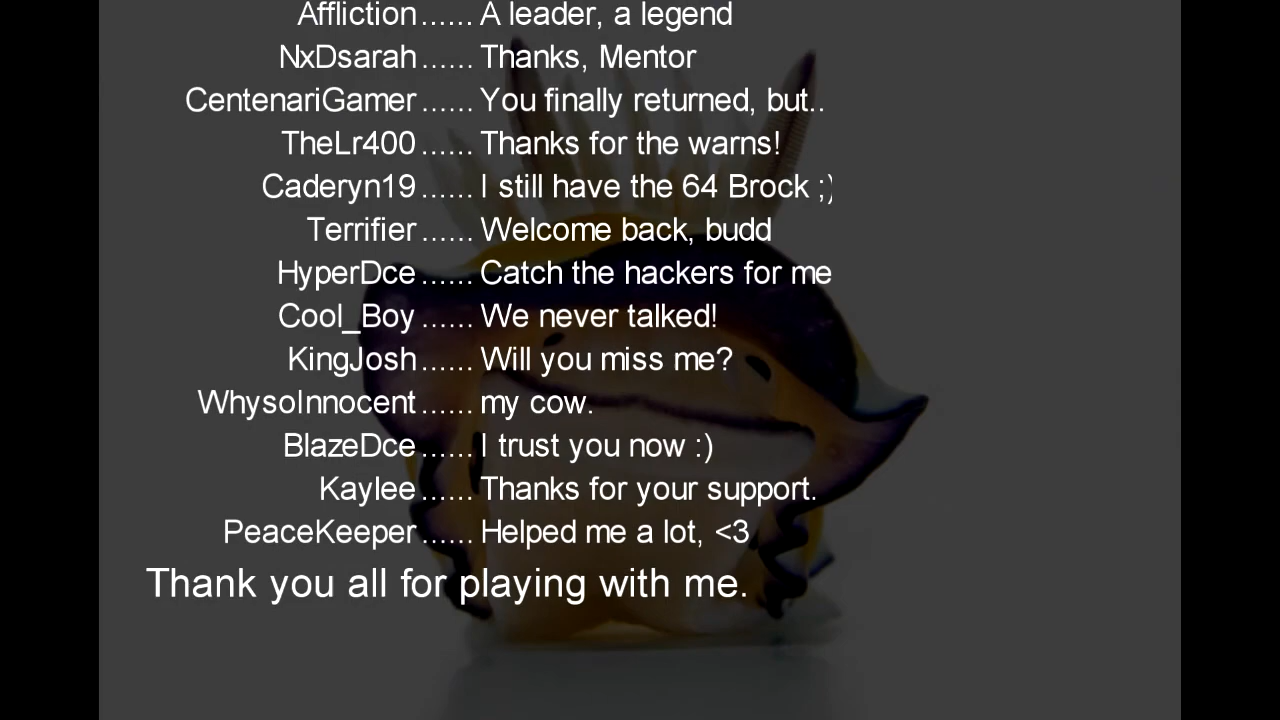 Affliction ...... A leader, a legend
NxDsarah ...... Thanks, Mentor
CentenariGamer ...... You finally returned, but..
TheLr400 ...... Thanks for the warns!
Caderyn19 ...... I still have the 64 Brock ;)
Terrifier ...... Welcome back, budd
HyperDce ...... Catch the hackers for me
Cool_Boy ...... We never talked!
KingJosh ...... Will you miss me?
WhysoInnocent ...... my cow.
BlazeDce ...... I trust you now :)
Kaylee ...... Thanks for your support.
PeaceKeeper ...... Helped me a lot, <3
Thank you all for playing with me.